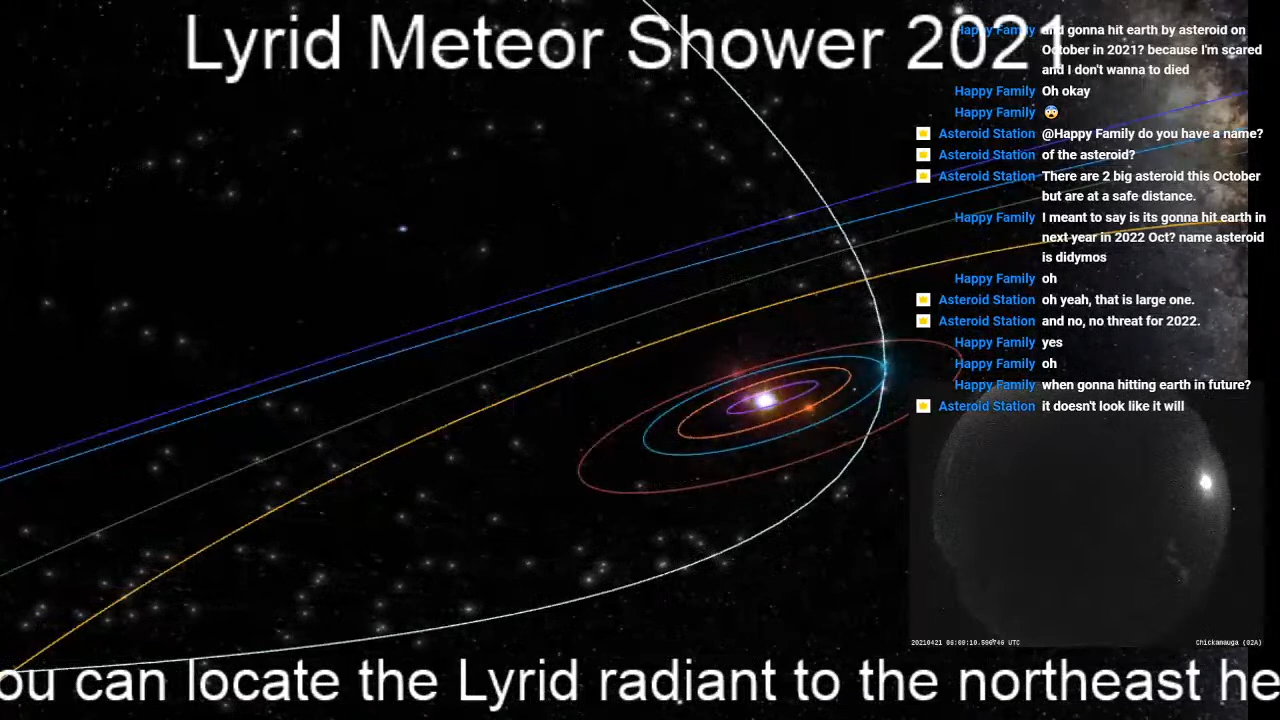 Lyrid Meteor Shower 2021
Happy Family and gonna hit earth by asteroid on
October in 2021? because I'm scared
and I don't wanna to died
Happy Family Oh okay
Happy Family 😨
Asteroid Station @Happy Family do you have a name?
Asteroid Station of the asteroid?
Asteroid Station There are 2 big asteroid this October
but are at a safe distance.
Happy Family I meant to say is its gonna hit earth in
next year in 2022 Oct? name asteroid
is didymos
Happy Family oh
Asteroid Station oh yeah, that is large one.
Asteroid Station and no, no threat for 2022.
Happy Family yes
Happy Family oh
Happy Family when gonna hitting earth in future?
Asteroid Station it doesn't look like it will
Chickamauga (02A)
ou can locate the Lyrid radiant to the northeast he